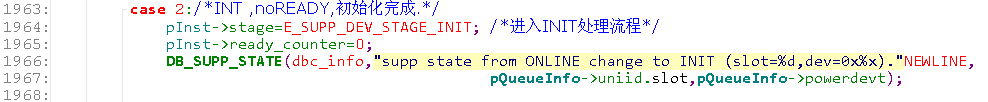 1963: case 2:/*INT ,noREADY,初始化完成.*/
1964: pInst->stage=E_SUPP_DEV_STAGE_INIT; /*进入INIT处理流程*/
1965: pInst->ready_counter=0;
1966: DB_SUPP_STATE(dbc_info,"supp state from ONLINE change to INIT (slot=%d,dev=0x%x)."NEWLINE,
1967: pQueueInfo->uniid.slot,pQueueInfo->powerdevt);
1968: